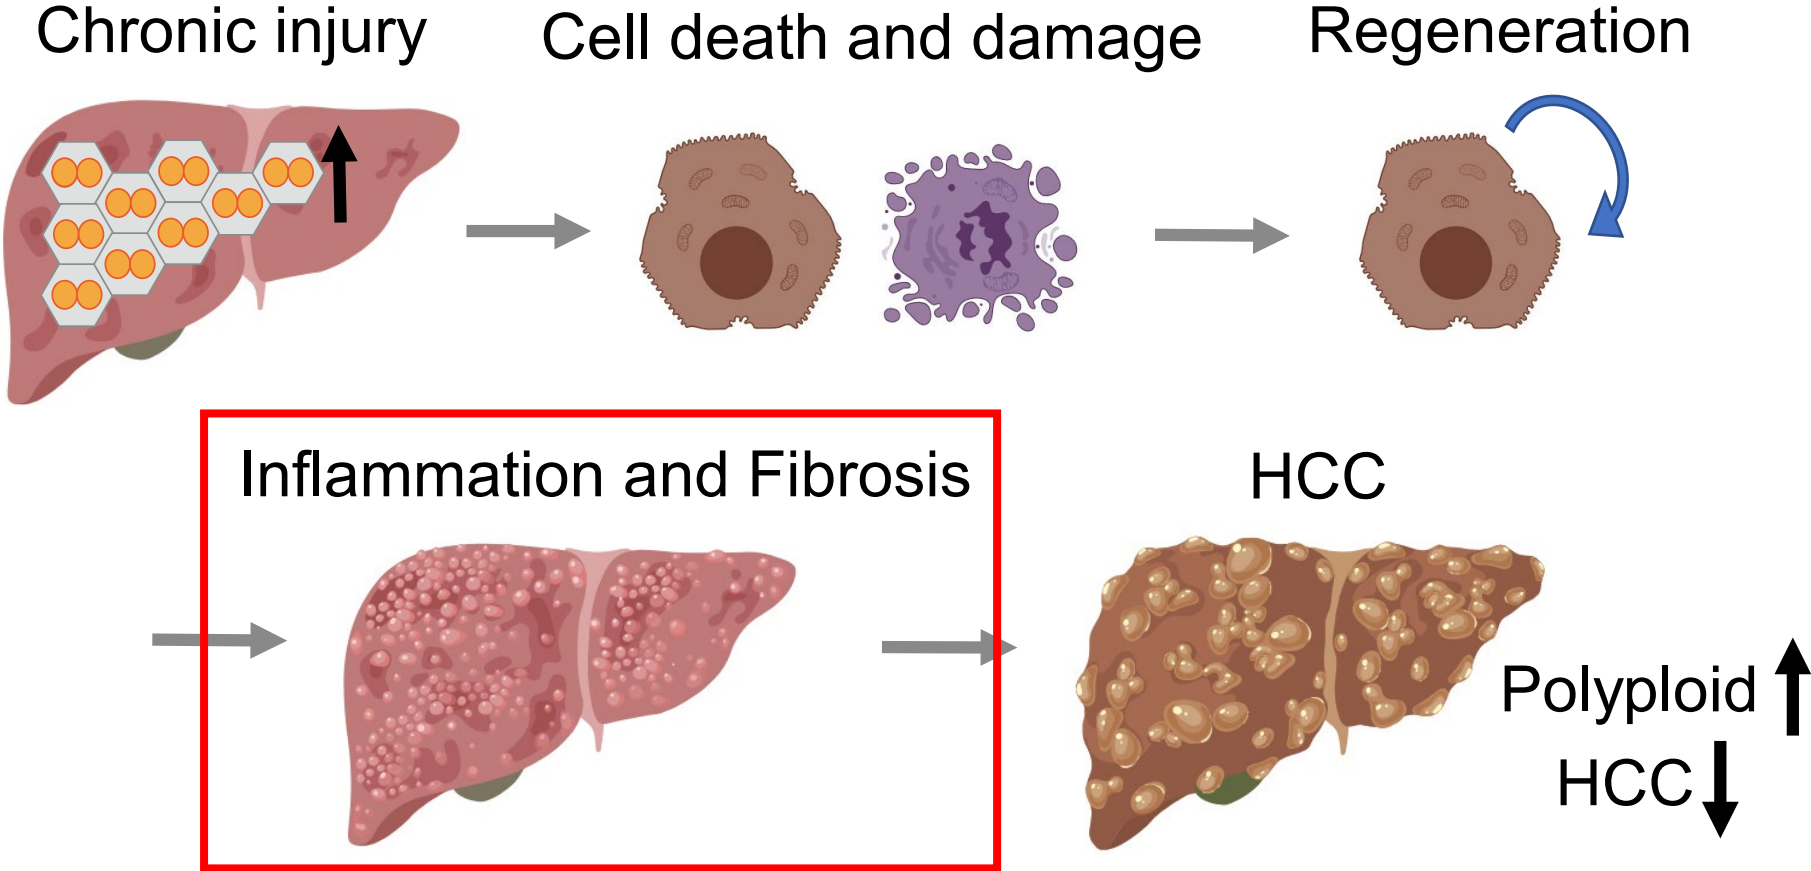 Chronic injury
Cell death and damage
Regeneration
Inflammation and Fibrosis
HCC
Polyploid
HCC